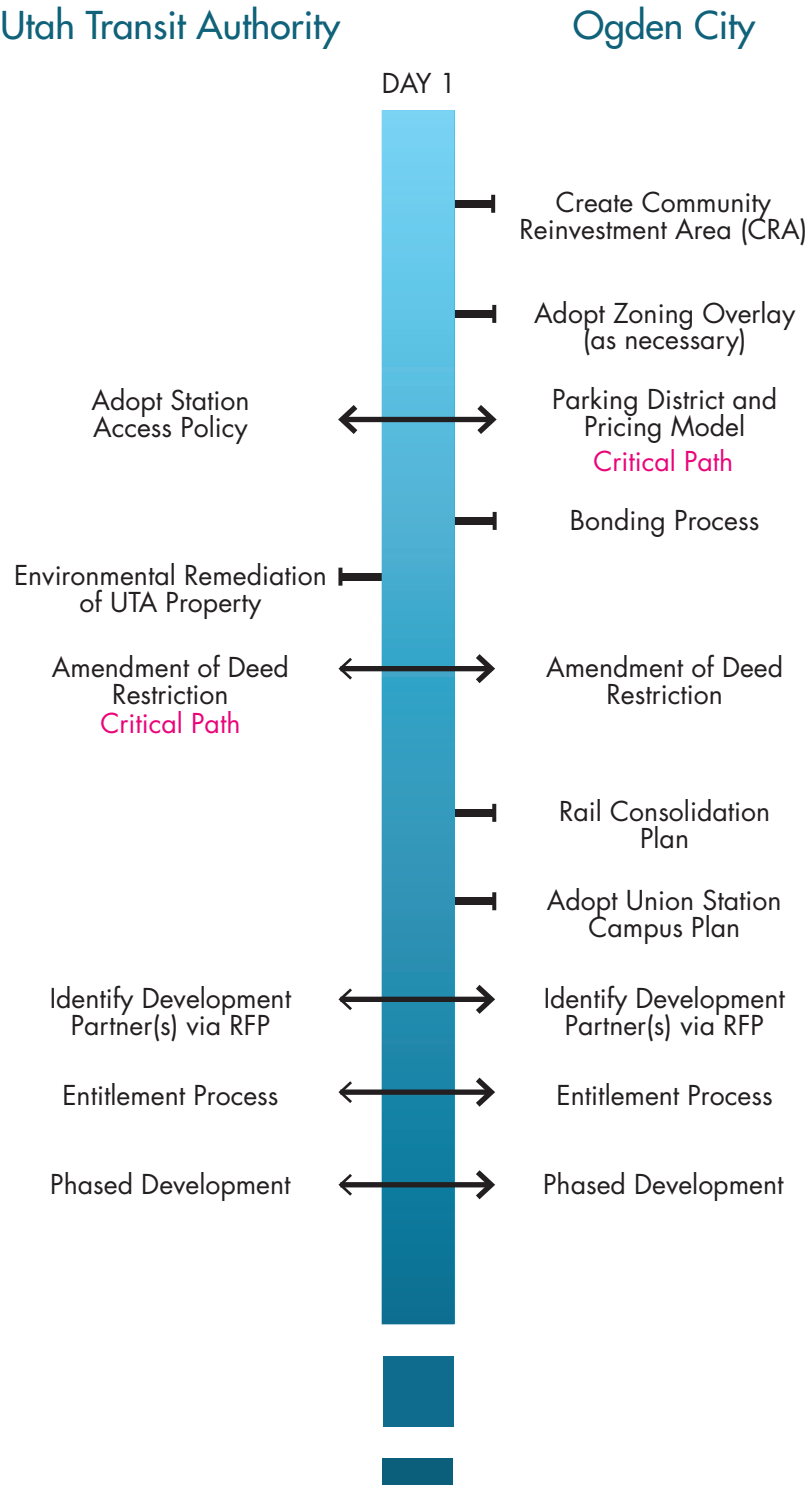 Utah Transit Authority
Ogden City
DAY 1
Create Community
Reinvestment Area (CRA)
Adopt Zoning Overlay
(as necessary)
Adopt Station
Access Policy
Parking District and
Pricing Model
Critical Path
Bonding Process
Environmental Remediation
of UTA Property
Amendment of Deed
Restriction
Critical Path
Amendment of Deed
Restriction
Rail Consolidation
Plan
Adopt Union Station
Campus Plan
Identify Development
Partner(s) via RFP
Identify Development
Partner(s) via RFP
Entitlement Process
Entitlement Process
Phased Development
Phased Development